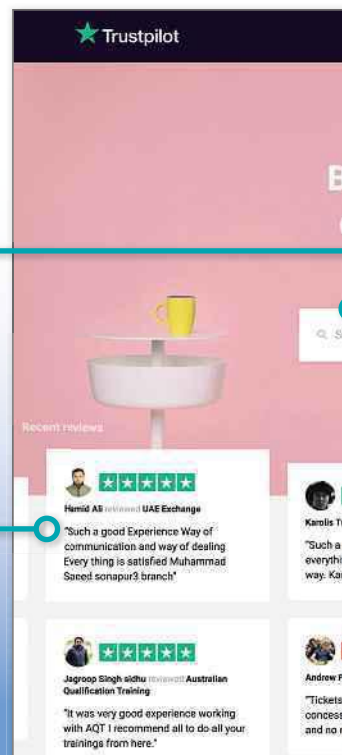 Trustpilot
B
S
Recent reviews
Hamid Ali reviewed UAE Exchange
"Such a good Experience Way of
communication and way of dealing
Every thing is satisfied Muhammad
Saeed sonapur3 branch"
Karolis T
"Such a
everythi
way. Ka
Jagroop Singh sidhu reviewed Australian
Qualification Training
"It was very good experience working
with AQT I recommend all to do all your
trainings from here."
Andrew F
"Tickets
concess
and no